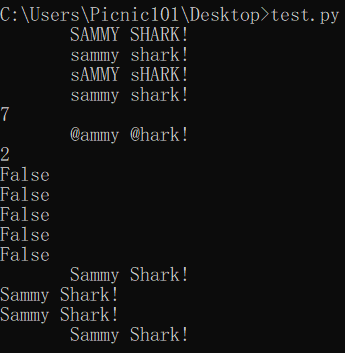 C:\Users\Picnic101\Desktop>test.py
SAMMY SHARK!
sammy shark!
sAMMY sHARK!
sammy shark!
7
@ammy @hark!
2
False
False
False
False
False
Sammy Shark!
Sammy Shark!
Sammy Shark!
Sammy Shark!